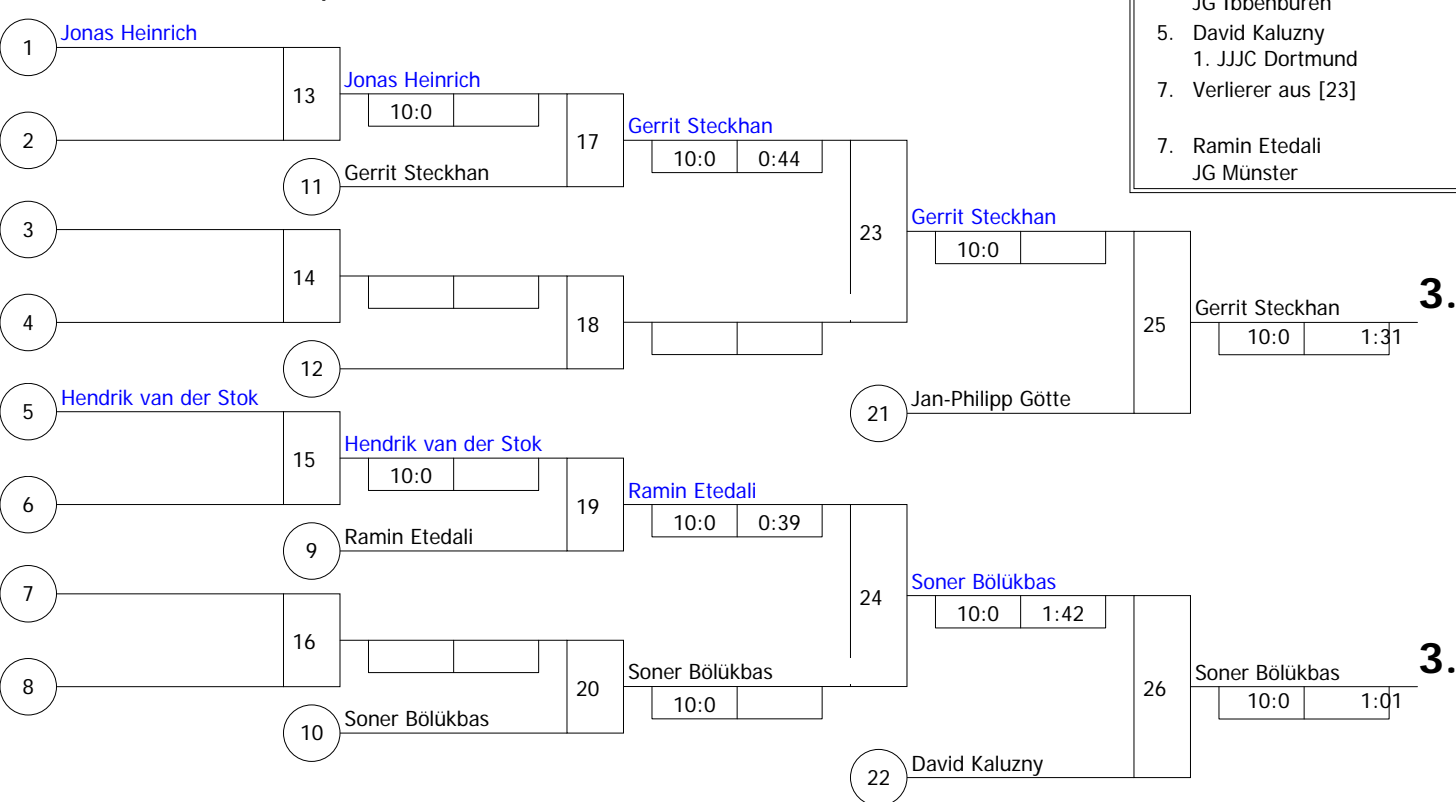 JG Ibbenbüren
5. David Kaluzny
1. JJJC Dortmund
7. Verlierer aus [23]
7. Ramin Etedali
JG Münster
1 Jonas Heinrich
13
Jonas Heinrich
10:0
2
17
Gerrit Steckhan
10:0 0:44
11 Gerrit Steckhan
3
23
Gerrit Steckhan
10:0
14
4
18
12
25
Gerrit Steckhan
10:0 1:31
3.
21 Jan-Philipp Götte
5 Hendrik van der Stok
15
Hendrik van der Stok
10:0
6
19
Ramin Etedali
10:0 0:39
9 Ramin Etedali
7
24
Soner Bölükbas
10:0 1:42
16
8
20
Soner Bölükbas
10:0
10 Soner Bölükbas
26
Soner Bölükbas
10:0 1:01
3.
22 David Kaluzny